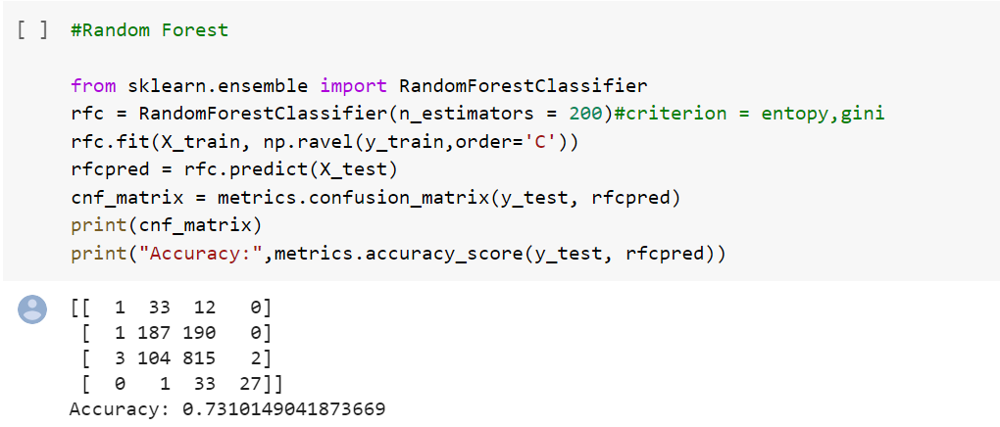 [ ] #Random Forest
from sklearn.ensemble import RandomForestClassifier
rfc = RandomForestClassifier(n_estimators = 200)#criterion = entopy,gini
rfc.fit(X_train, np.ravel(y_train,order='C'))
rfcpred = rfc.predict(X_test)
cnf_matrix = metrics.confusion_matrix(y_test, rfcpred)
print(cnf_matrix)
print("Accuracy:",metrics.accuracy_score(y_test, rfcpred))
[[  1  33  12   0]
 [  1 187 190   0]
 [  3 104 815   2]
 [  0   1  33  27]]
Accuracy: 0.7310149041873669